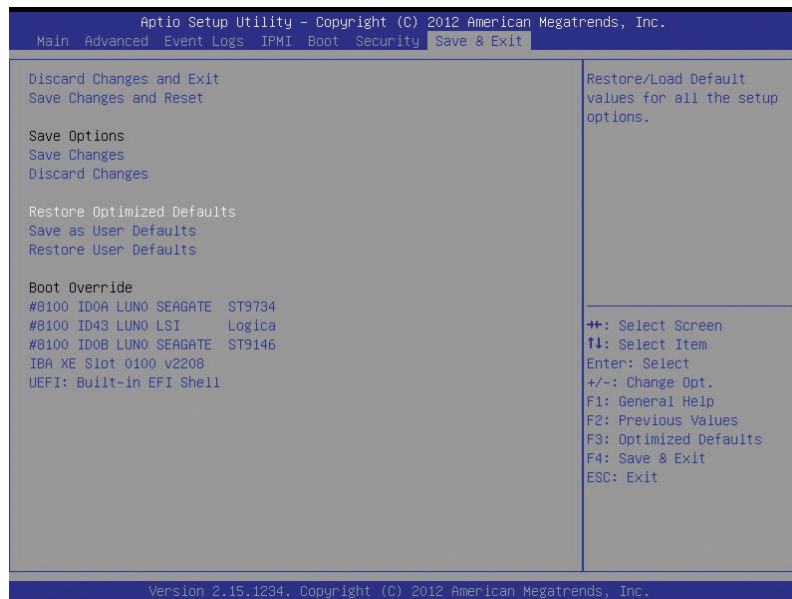 Aptio Setup Utility – Copyright (C) 2012 American Megatrends, Inc.
Main Advanced Event Logs IPMI Boot Security Save & Exit
Discard Changes and Exit
Save Changes and Reset
Save Options
Save Changes
Discard Changes
Restore Optimized Defaults
Save as User Defaults
Restore User Defaults
Boot Override
#8100 ID0A LUN0 SEAGATE ST9734
#8100 ID43 LUN0 LSI Logica
#8100 ID0B LUN0 SEAGATE ST9146
IBA XE Slot 0100 v2208
UEFI: Built-in EFI Shell
Restore/Load Default
values for all the setup
options.
→←: Select Screen
↑↓: Select Item
Enter: Select
+/-: Change Opt.
F1: General Help
F2: Previous Values
F3: Optimized Defaults
F4: Save & Exit
ESC: Exit
Version 2.15.1234. Copyright (C) 2012 American Megatrends, Inc.